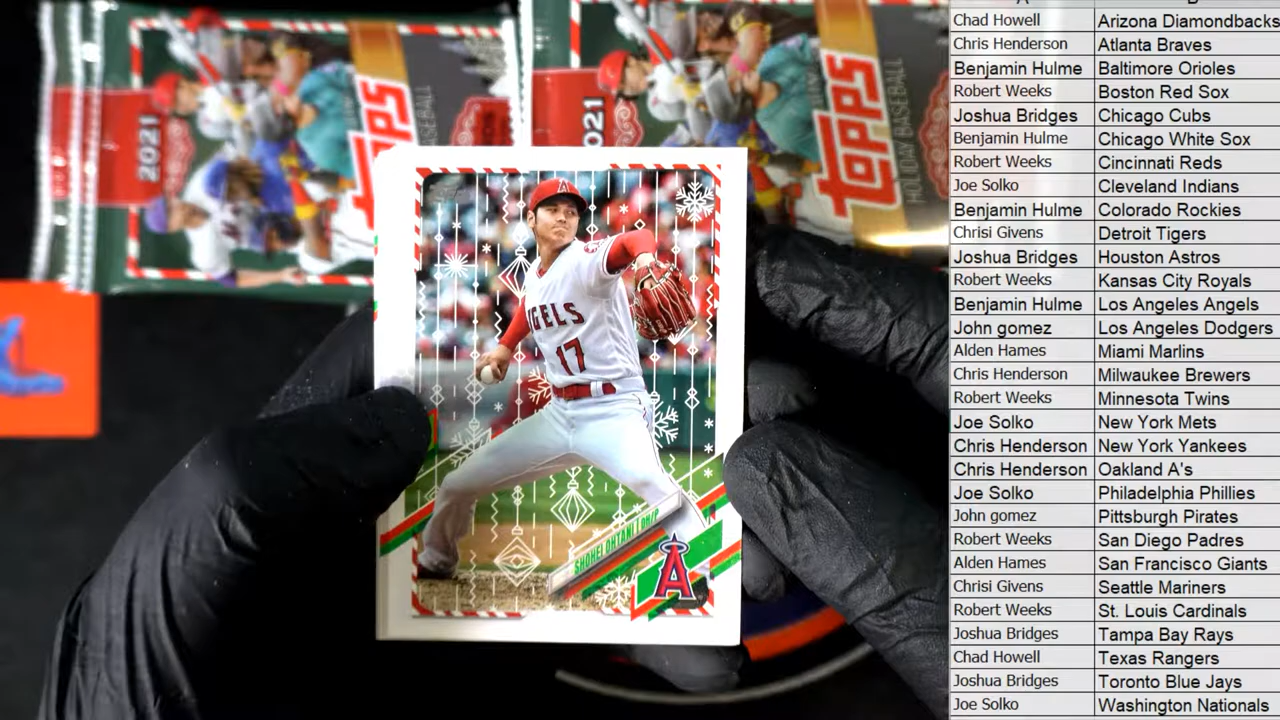 2021
TOPPS
HOLIDAY BASEBALL
2021
TOPPS
A
ANGELS
17
SHOHEI OHTANI | DH/P
A
Chad Howell Arizona Diamondbacks
Chris Henderson Atlanta Braves
Benjamin Hulme Baltimore Orioles
Robert Weeks Boston Red Sox
Joshua Bridges Chicago Cubs
Benjamin Hulme Chicago White Sox
Robert Weeks Cincinnati Reds
Joe Solko Cleveland Indians
Benjamin Hulme Colorado Rockies
Chrisi Givens Detroit Tigers
Joshua Bridges Houston Astros
Robert Weeks Kansas City Royals
Benjamin Hulme Los Angeles Angels
John gomez Los Angeles Dodgers
Alden Hames Miami Marlins
Chris Henderson Milwaukee Brewers
Robert Weeks Minnesota Twins
Joe Solko New York Mets
Chris Henderson New York Yankees
Chris Henderson Oakland A's
Joe Solko Philadelphia Phillies
John gomez Pittsburgh Pirates
Robert Weeks San Diego Padres
Alden Hames San Francisco Giants
Chrisi Givens Seattle Mariners
Robert Weeks St. Louis Cardinals
Joshua Bridges Tampa Bay Rays
Chad Howell Texas Rangers
Joshua Bridges Toronto Blue Jays
Joe Solko Washington Nationals